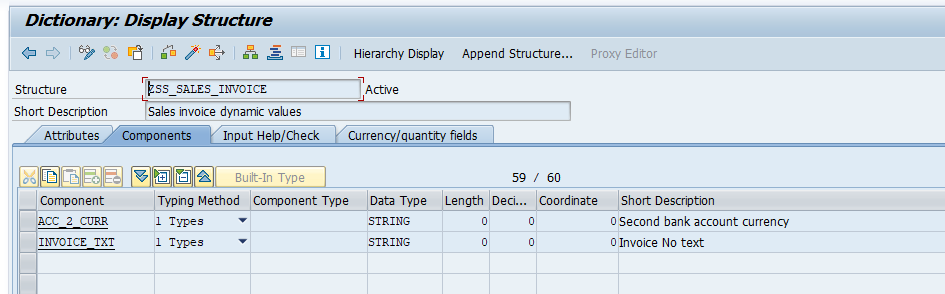 Dictionary: Display Structure
Hierarchy Display Append Structure... Proxy Editor
Structure ZSS_SALES_INVOICE Active
Short Description Sales invoice dynamic values
Attributes Components Input Help/Check Currency/quantity fields
Built-In Type 59 / 60
Component Typing Method Component Type Data Type Length Deci... Coordinate Short Description
ACC_2_CURR 1 Types STRING 0 0 0 Second bank account currency
INVOICE_TXT 1 Types STRING 0 0 0 Invoice No text